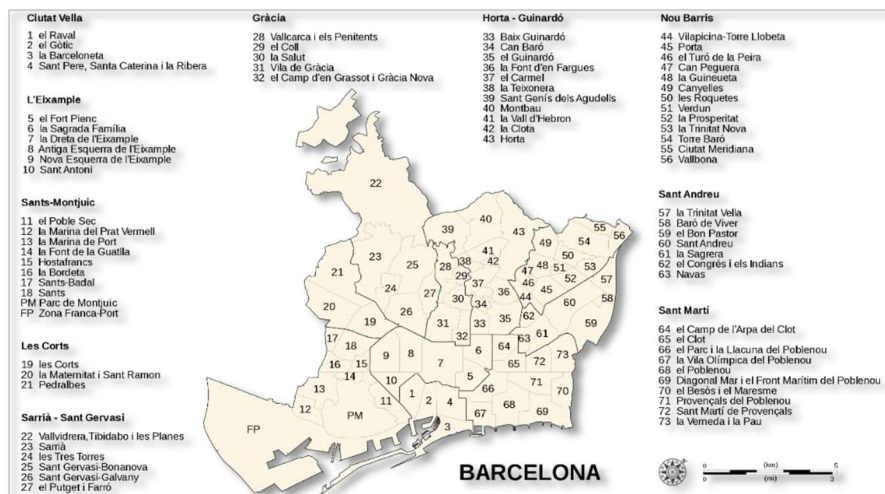 Ciutat Vella
1 el Raval
2 el Gòtic
3 la Barceloneta
4 Sant Pere, Santa Caterina i la Ribera
L'Eixample
5 el Fort Pienc
6 la Sagrada Família
7 la Dreta de l'Eixample
8 Antiga Esquerra de l'Eixample
9 Nova Esquerra de l'Eixample
10 Sant Antoni
Sants-Montjuic
11 el Poble Sec
12 la Marina del Prat Vermell
13 la Marina de Port
14 la Font de la Guatlla
15 Hostafrancs
16 la Bordeta
17 Sants-Badal
18 Sants
PM Parc de Montjuïc
FP Zona Franca-Port
Les Corts
19 les Corts
20 la Maternitat i Sant Ramon
21 Pedralbes
Sarrià - Sant Gervasi
22 Vallvidrera,Tibidabo i les Planes
23 Sarrià
24 les Tres Torres
25 Sant Gervasi-Bonanova
26 Sant Gervasi-Galvany
27 el Putget i Farró
Gràcia
28 Vallcarca i els Penitents
29 el Coll
30 la Salut
31 Vila de Gràcia
32 el Camp d'en Grassot i Gràcia Nova
Horta - Guinardó
33 Baix Guinardó
34 Can Baró
35 el Guinardó
36 la Font d'en Fargues
37 el Carmel
38 la Teixonera
39 Sant Genís dels Agudells
40 Montbau
41 la Vall d'Hebron
42 la Clota
43 Horta
Nou Barris
44 Vilapicina-Torre Llobeta
45 Porta
46 el Turó de la Peira
47 Can Peguera
48 la Guineueta
49 Canyelles
50 les Roquetes
51 Verdun
52 la Prosperitat
53 la Trinitat Nova
54 Torre Baró
55 Ciutat Meridiana
56 Vallbona
Sant Andreu
57 la Trinitat Vella
58 Baró de Viver
59 el Bon Pastor
60 Sant Andreu
61 la Sagrera
62 el Congrés i els Indians
63 Navas
Sant Martí
64 el Camp de l'Arpa del Clot
65 el Clot
66 el Parc i la Llacuna del Poblenou
67 la Vila Olímpica del Poblenou
68 el Poblenou
69 Diagonal Mar i el Front Marítim del Poblenou
70 el Besòs i el Maresme
71 Provençals del Poblenou
72 Sant Martí de Provençals
73 la Verneda i la Pau
22
40
39 43
55
56
49 54
23 25 41
28 38 42
50
21
29
47 48 51 53
52
57
24 27 37
46
45
58
20 26 30 36 44
34
60
19 31 33 35 62 59
17 32 63 61
18
16 15 9 8 7 6 64 65 72 73
14
13 10 5 66 71 70
12 PM 11 1 2 4 67 68 69
FP 3
BARCELONA
0 (km) 5
0 (mi) 3